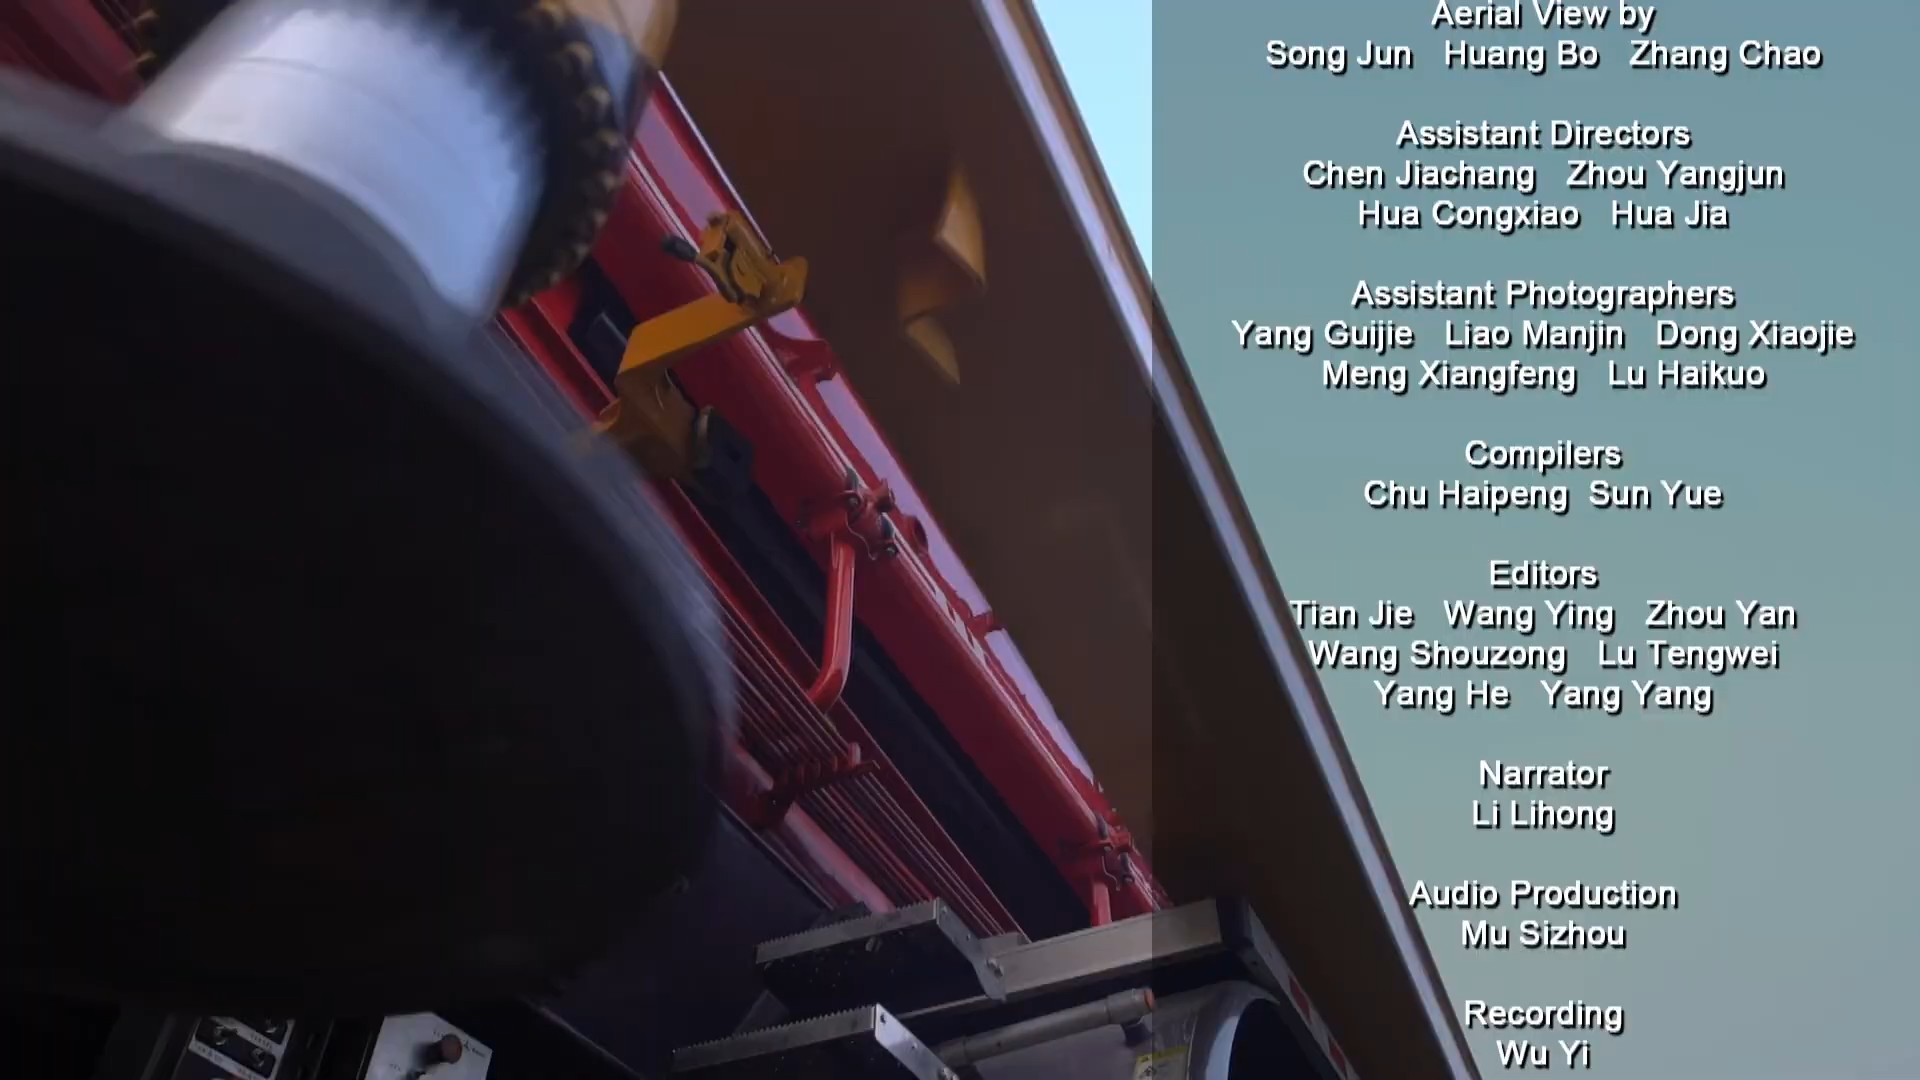 Aerial View by
Song Jun Huang Bo Zhang Chao
Assistant Directors
Chen Jiachang Zhou Yangjun
Hua Congxiao Hua Jia
Assistant Photographers
Yang Guijie Liao Manjin Dong Xiaojie
Meng Xiangfeng Lu Haikuo
Compilers
Chu Haipeng Sun Yue
Editors
Tian Jie Wang Ying Zhou Yan
Wang Shouzong Lu Tengwei
Yang He Yang Yang
Narrator
Li Lihong
Audio Production
Mu Sizhou
Recording
Wu Yi